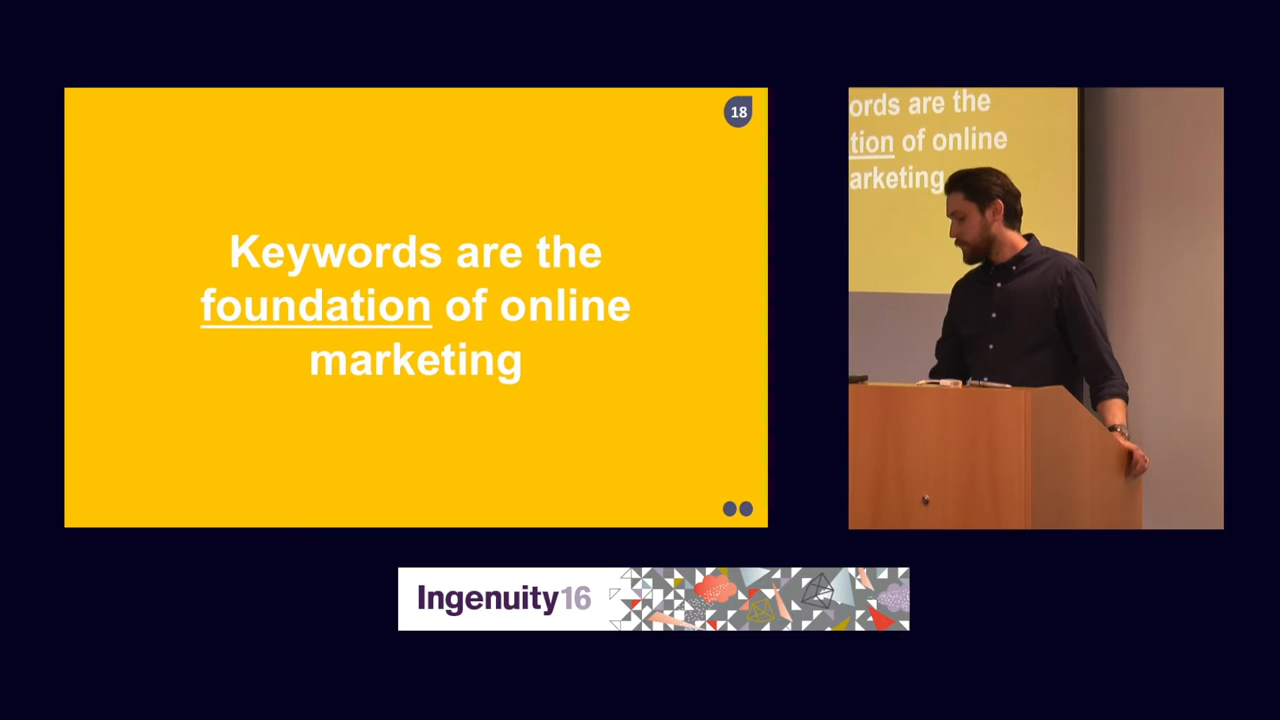 18
Keywords are the
foundation of online
marketing
ords are the
tion of online
arketing
Ingenuity16